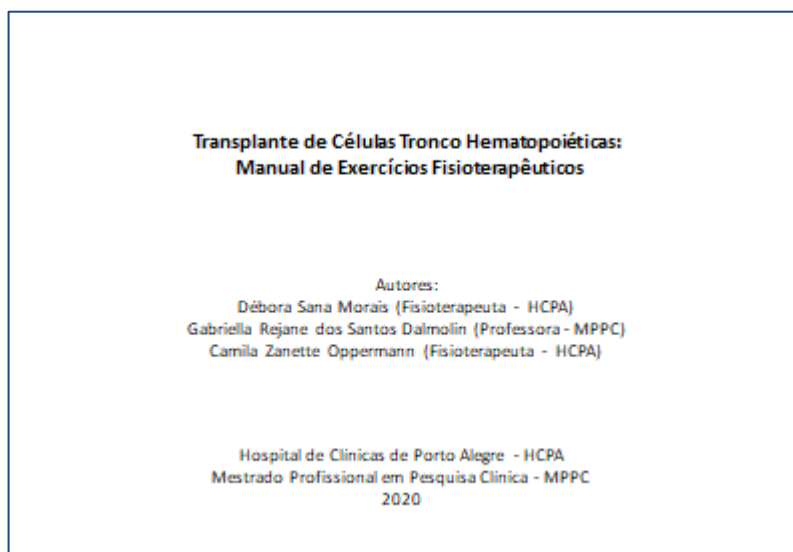 Transplante de Células Tronco Hematopoiéticas:
Manual de Exercícios Fisioterapêuticos
Autores:
Débora Sana Morais (Fisioterapeuta - HCPA)
Gabriella Rejane dos Santos Dalmolin (Professora - MPPC)
Camila Zanette Oppermann (Fisioterapeuta - HCPA)
Hospital de Clínicas de Porto Alegre - HCPA
Mestrado Profissional em Pesquisa Clínica - MPPC
2020